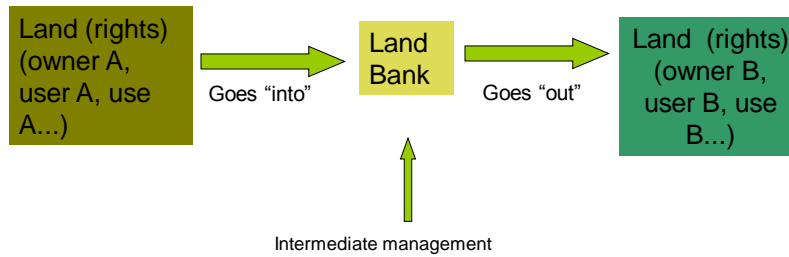 Land (rights)
(owner A,
user A, use
A...)
Goes “into”
Land
Bank
Goes “out”
Land (rights)
(owner B,
user B, use
B...)
Intermediate management